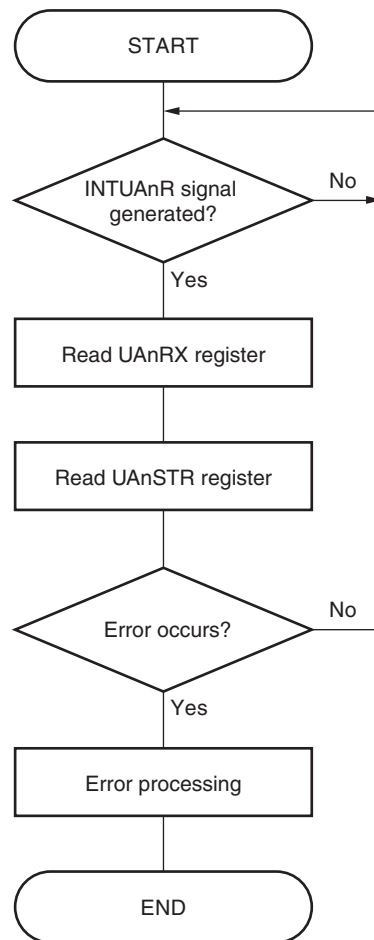 START
INTUAnR signal
generated?
No
Yes
Read UAnRX register
Read UAnSTR register
Error occurs?
No
Yes
Error processing
END